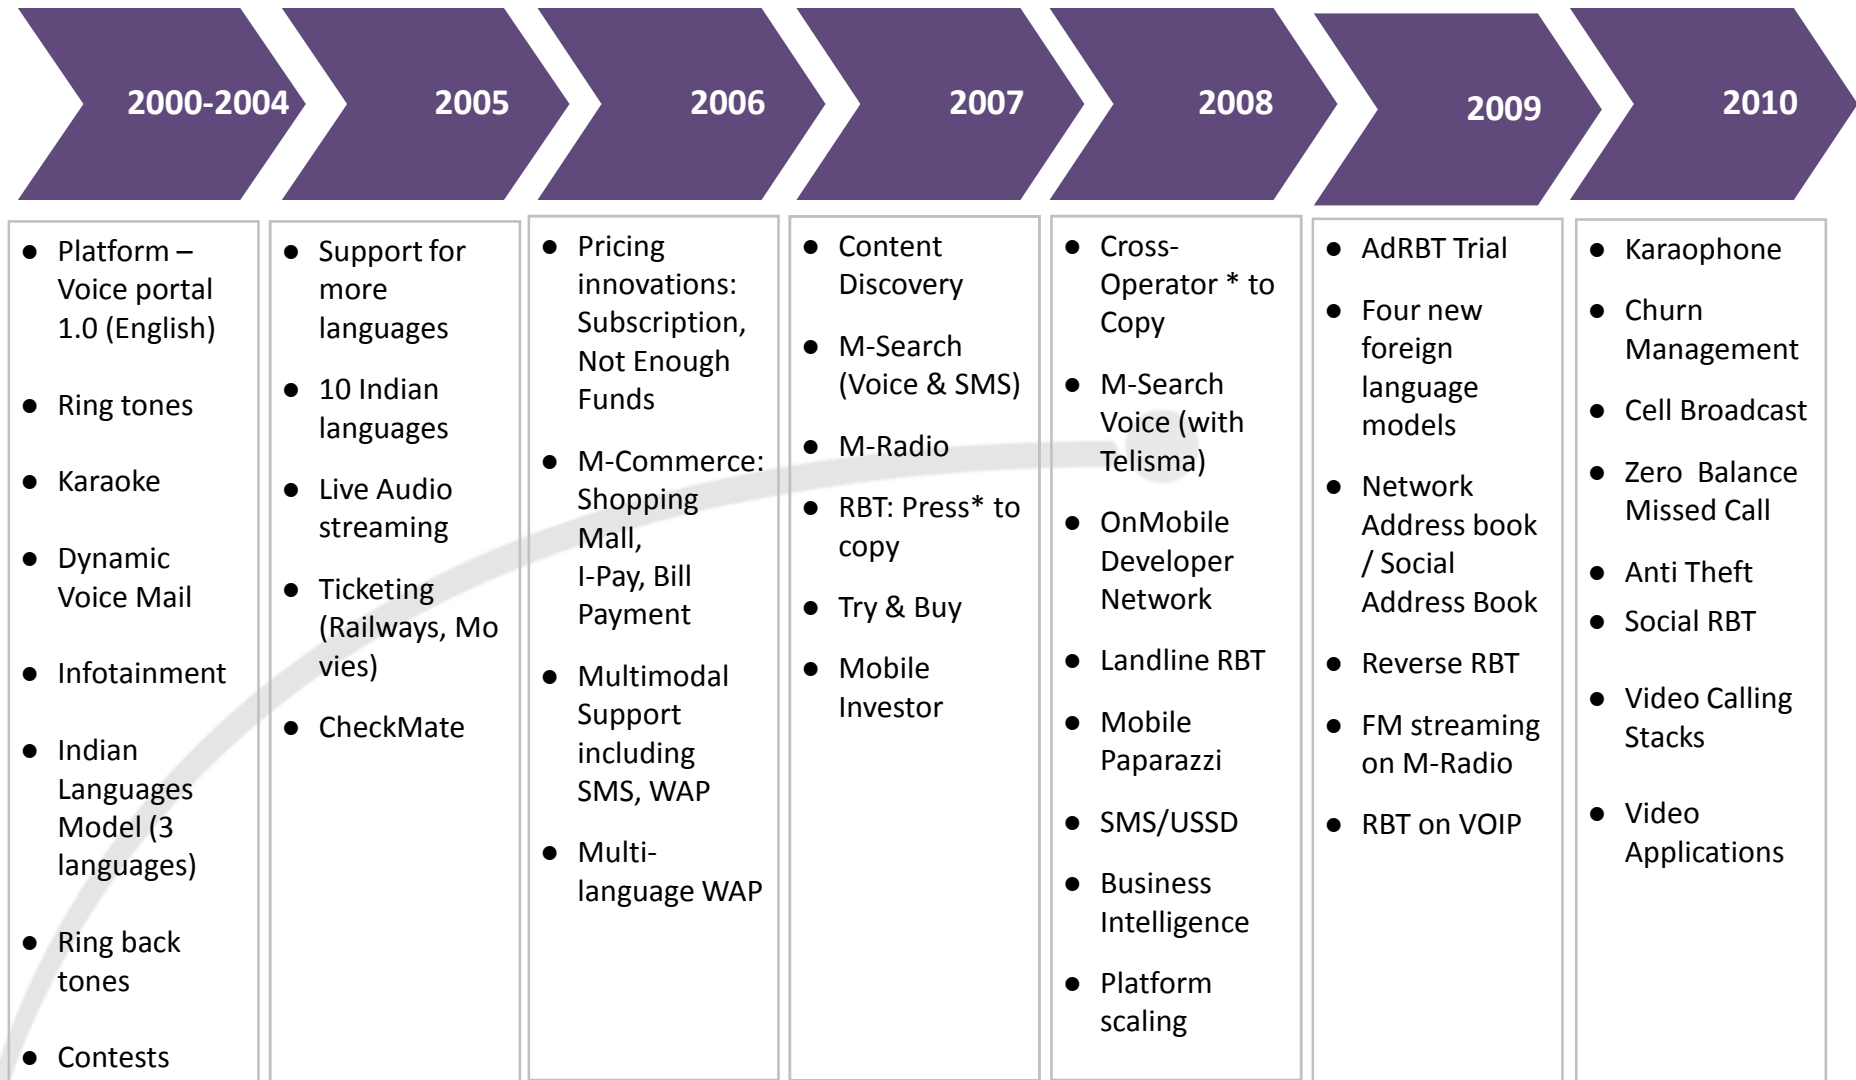 2000-2004
2005
2006
2007
2008
2009
2010
● Platform –
Voice portal
1.0 (English)
● Ring tones
● Karaoke
● Dynamic
Voice Mail
● Infotainment
● Indian
Languages
Model (3
languages)
● Ring back
tones
● Contests
● Support for
more
languages
● 10 Indian
languages
● Live Audio
streaming
● Ticketing
(Railways, Mo
vies)
● CheckMate
● Pricing
innovations:
Subscription,
Not Enough
Funds
● M-Commerce:
Shopping
Mall,
I-Pay, Bill
Payment
● Multimodal
Support
including
SMS, WAP
● Multi-
language WAP
● Content
Discovery
● M-Search
(Voice & SMS)
● M-Radio
● RBT: Press* to
copy
● Try & Buy
● Mobile
Investor
● Cross-
Operator * to
Copy
● M-Search
Voice (with
Telisma)
● OnMobile
Developer
Network
● Landline RBT
● Mobile
Paparazzi
● SMS/USSD
● Business
Intelligence
● Platform
scaling
● AdRBT Trial
● Four new
foreign
language
models
● Network
Address book
/ Social
Address Book
● Reverse RBT
● FM streaming
on M-Radio
● RBT on VOIP
● Karaophone
● Churn
Management
● Cell Broadcast
● Zero  Balance
Missed Call
● Anti Theft
● Social RBT
● Video Calling
Stacks
● Video
Applications